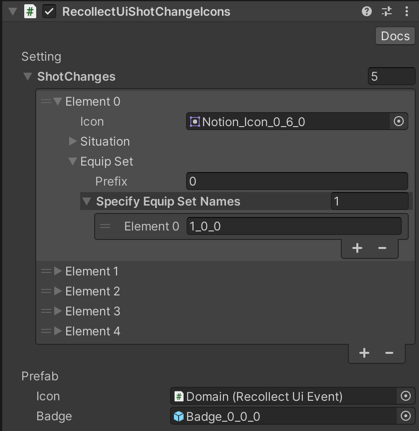 RecollectUiShotChangeIcons
Docs
Setting
ShotChanges 5
Element 0
Icon Notion_Icon_0_6_0
Situation
Equip Set
Prefix 0
Specify Equip Set Names 1
Element 0 1_0_0
+ −
Element 1
Element 2
Element 3
Element 4
+ −
Prefab
Icon Domain (Recollect Ui Event)
Badge Badge_0_0_0